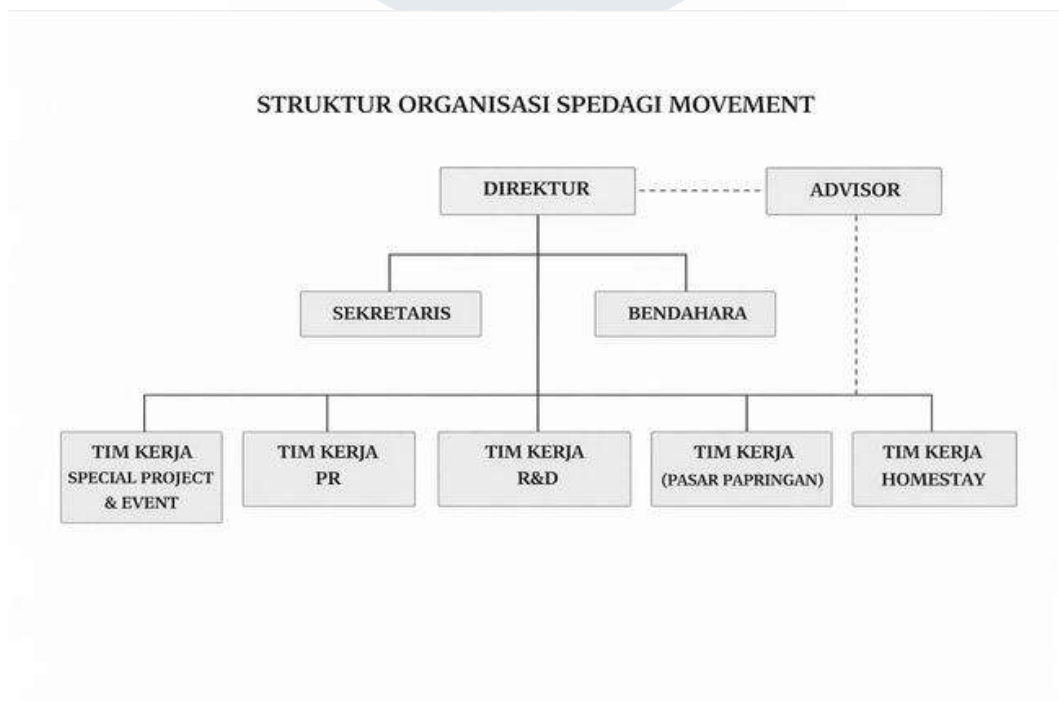 STRUKTUR ORGANISASI SPEDAGI MOVEMENT
DIREKTUR
ADVISOR
SEKRETARIS
BENDAHARA
TIM KERJA
SPECIAL PROJECT
& EVENT
TIM KERJA
PR
TIM KERJA
R&D
TIM KERJA
(PASAR PAPRINGAN)
TIM KERJA
HOMESTAY